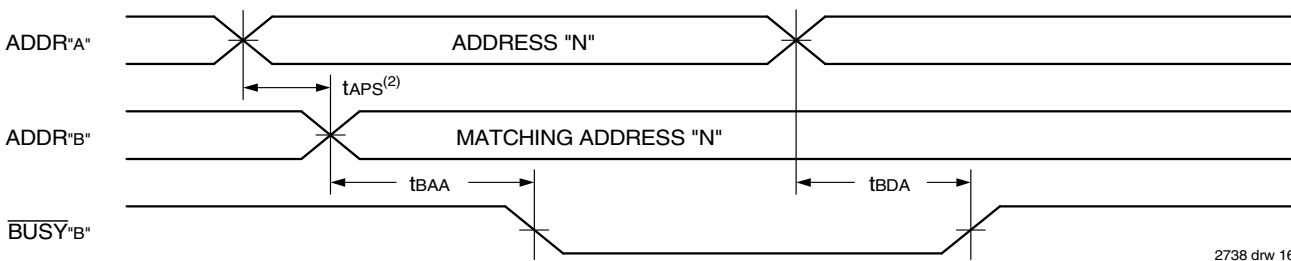 ADDR"A" ADDRESS "N"
tAPS(2)
ADDR"B" MATCHING ADDRESS "N"
tBAA tBDA
BUSY"B"
2738 drw 16